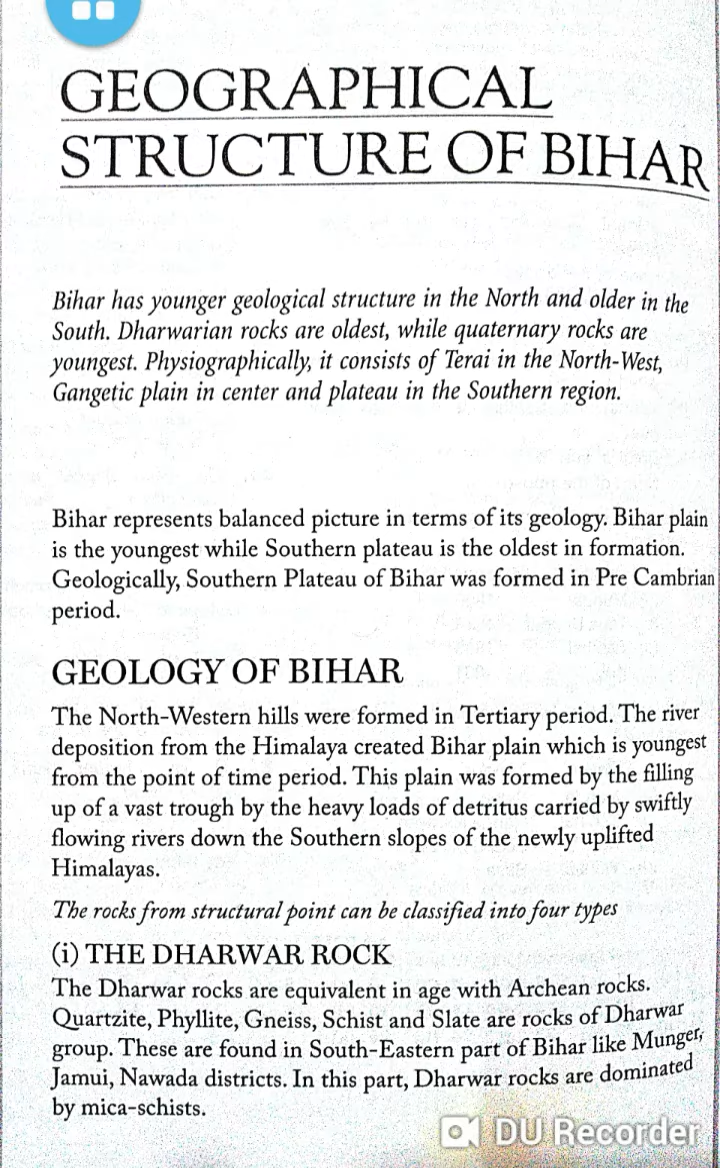 GEOGRAPHICAL
STRUCTURE OF BIHAR
Bihar has younger geological structure in the North and older in the
South. Dharwarian rocks are oldest, while quaternary rocks are
youngest. Physiographically, it consists of Terai in the North-West,
Gangetic plain in center and plateau in the Southern region.
Bihar represents balanced picture in terms of its geology. Bihar plain
is the youngest while Southern plateau is the oldest in formation.
Geologically, Southern Plateau of Bihar was formed in Pre Cambrian
period.
GEOLOGY OF BIHAR
The North-Western hills were formed in Tertiary period. The river
deposition from the Himalaya created Bihar plain which is youngest
from the point of time period. This plain was formed by the filling
up of a vast trough by the heavy loads of detritus carried by swiftly
flowing rivers down the Southern slopes of the newly uplifted
Himalayas.
The rocks from structural point can be classified into four types
(i) THE DHARWAR ROCK
The Dharwar rocks are equivalent in age with Archean rocks.
Quartzite, Phyllite, Gneiss, Schist and Slate are rocks of Dharwar
group. These are found in South-Eastern part of Bihar like Munger,
Jamui, Nawada districts. In this part, Dharwar rocks are dominated
by mica-schists.
DU Recorder